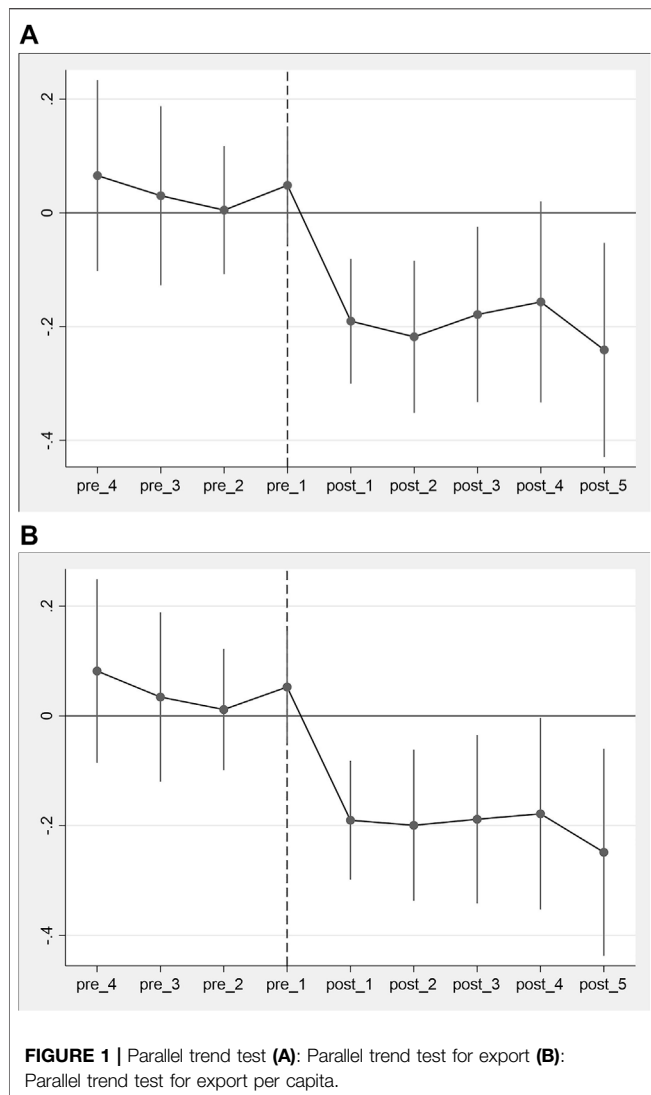 A
.2
0
-.2
-.4
pre_4 pre_3 pre_2 pre_1 post_1 post_2 post_3 post_4 post_5
B
.2
0
-.2
-.4
pre_4 pre_3 pre_2 pre_1 post_1 post_2 post_3 post_4 post_5
FIGURE 1 | Parallel trend test (A): Parallel trend test for export (B):
Parallel trend test for export per capita.